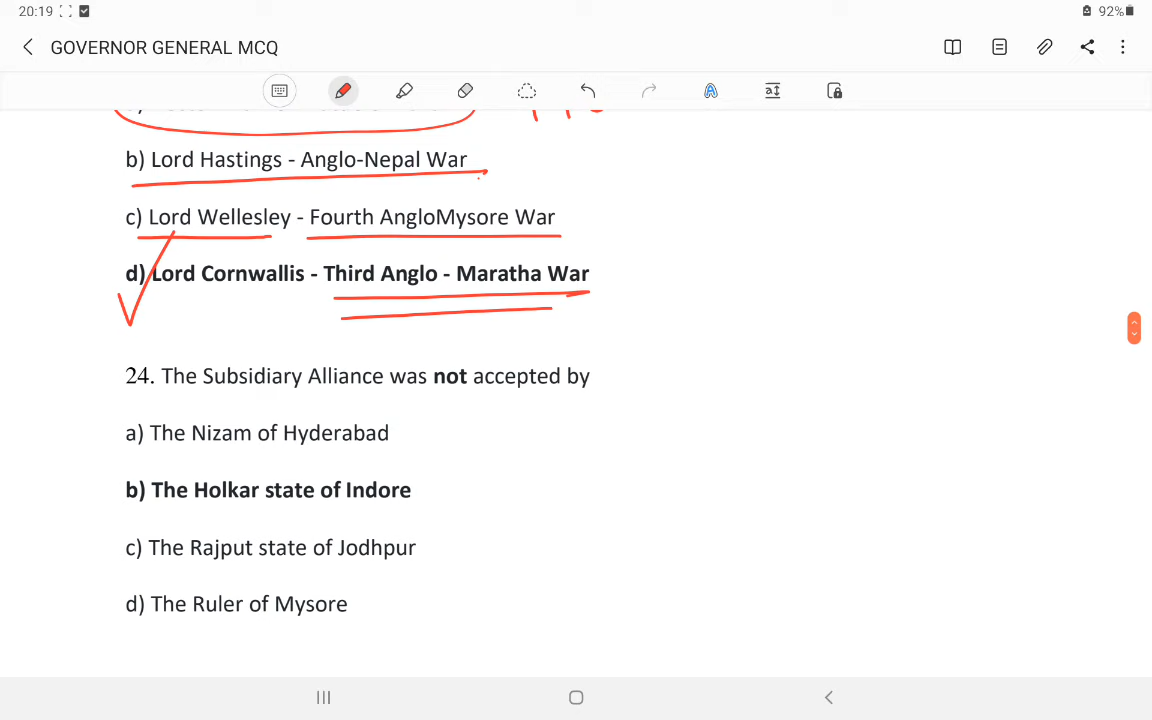 20:19
92%
GOVERNOR GENERAL MCQ
b) Lord Hastings - Anglo-Nepal War
c) Lord Wellesley - Fourth AngloMysore War
d) Lord Cornwallis - Third Anglo - Maratha War
24. The Subsidiary Alliance was not accepted by
a) The Nizam of Hyderabad
b) The Holkar state of Indore
c) The Rajput state of Jodhpur
d) The Ruler of Mysore